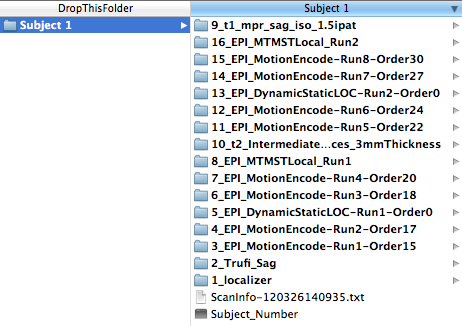 DropThisFolder
Subject 1
Subject 1
9_t1_mpr_sag_iso_1.5ipat
16_EPI_MTMSTLocal_Run2
15_EPI_MotionEncode-Run8-Order30
14_EPI_MotionEncode-Run7-Order27
13_EPI_DynamicStaticLOC-Run2-Order0
12_EPI_MotionEncode-Run6-Order24
11_EPI_MotionEncode-Run5-Order22
10_t2_Intermediate...ces_3mmThickness
8_EPI_MTMSTLocal_Run1
7_EPI_MotionEncode-Run4-Order20
6_EPI_MotionEncode-Run3-Order18
5_EPI_DynamicStaticLOC-Run1-Order0
4_EPI_MotionEncode-Run2-Order17
3_EPI_MotionEncode-Run1-Order15
2_Trufi_Sag
1_localizer
ScanInfo-120326140935.txt
Subject_Number